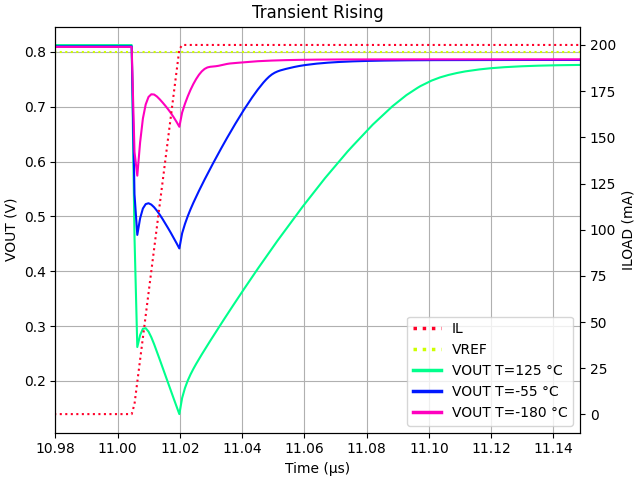 Transient Rising
VOUT (V)
0.8
0.7
0.6
0.5
0.4
0.3
0.2
200
175
150
125
100
75
50
25
0
ILOAD (mA)
IL
VREF
VOUT T=125 °C
VOUT T=-55 °C
VOUT T=-180 °C
10.98 11.00 11.02 11.04 11.06 11.08 11.10 11.12 11.14
Time (µs)